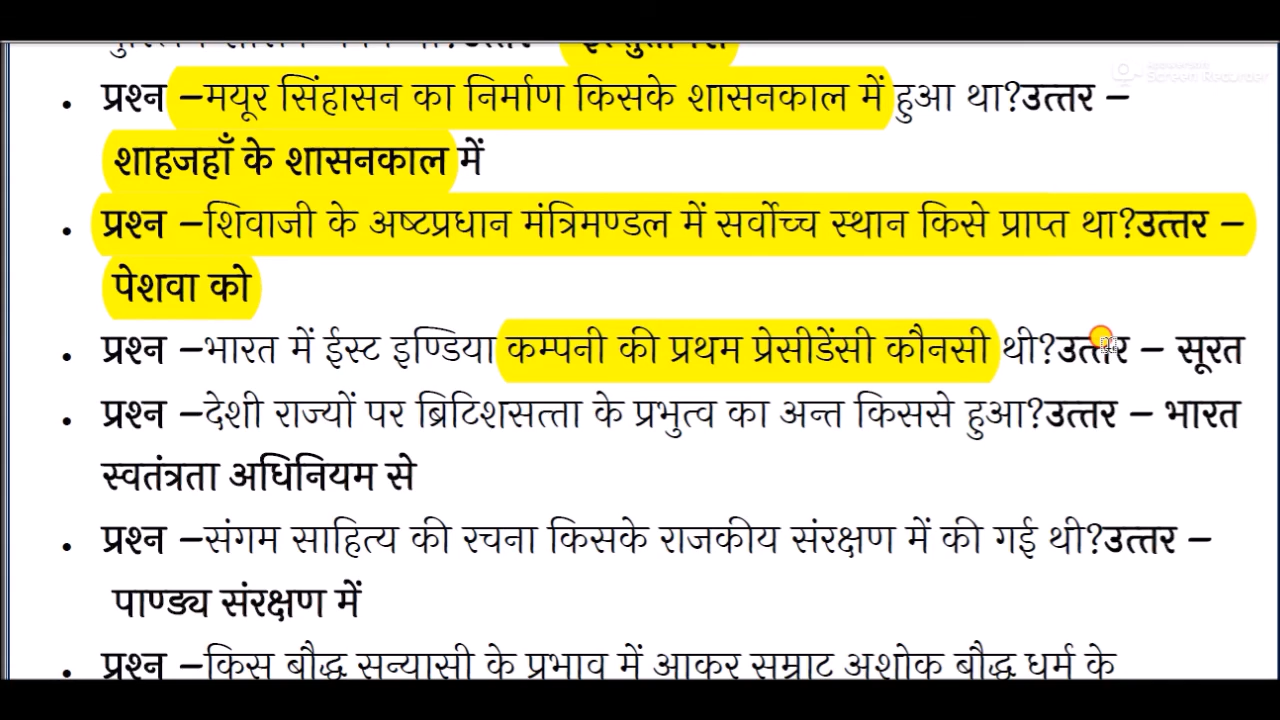 प्रश्न –मयूर सिंहासन का निर्माण किसके शासनकाल में हुआ था?उत्तर –
शाहजहाँ के शासनकाल में
प्रश्न –शिवाजी के अष्टप्रधान मंत्रिमण्डल में सर्वोच्च स्थान किसे प्राप्त था?उत्तर –
पेशवा को
प्रश्न –भारत में ईस्ट इण्डिया कम्पनी की प्रथम प्रेसीडेंसी कौनसी थी?उत्तर – सूरत
प्रश्न –देशी राज्यों पर ब्रिटिशसत्ता के प्रभुत्व का अन्त किससे हुआ?उत्तर – भारत
स्वतंत्रता अधिनियम से
प्रश्न –संगम साहित्य की रचना किसके राजकीय संरक्षण में की गई थी?उत्तर –
पाण्ड्य संरक्षण में
प्रश्न –किस बौद्ध सन्यासी के प्रभाव में आकर सम्राट अशोक बौद्ध धर्म के
Screen Recorder